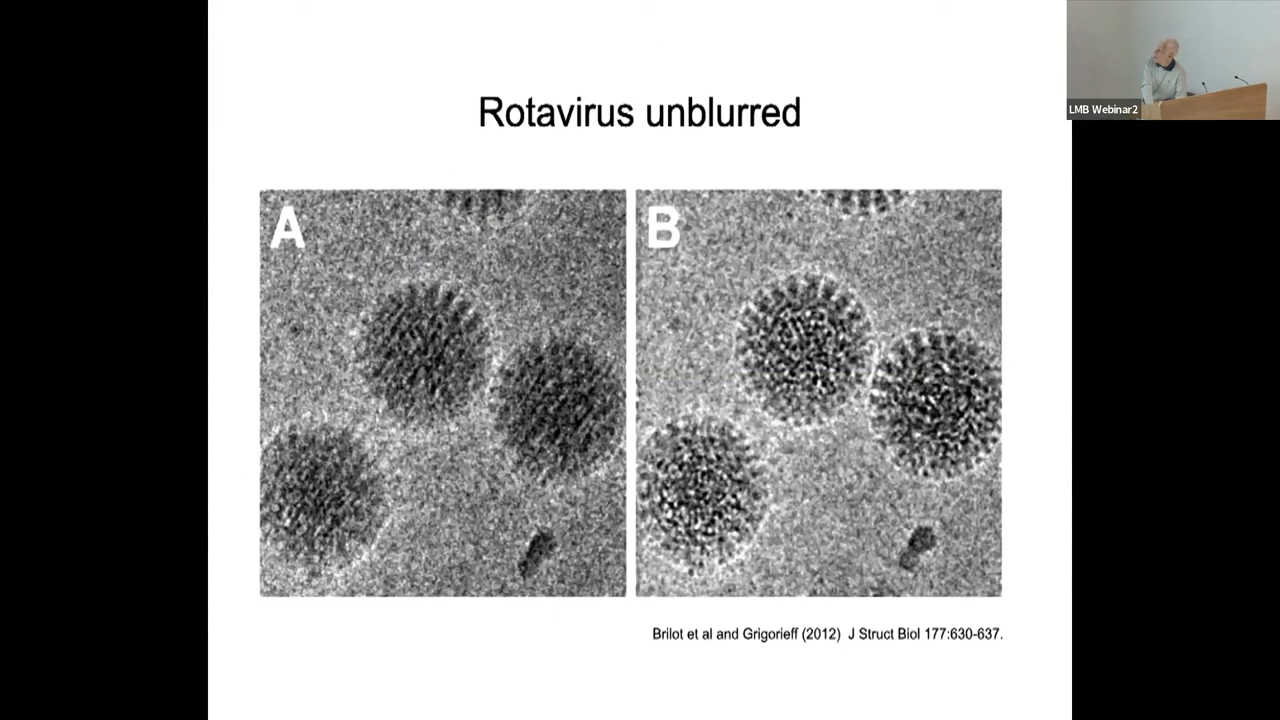 Rotavirus unblurred
LMB Webinar2
A
B
Brilot et al and Grigorieff (2012) J Struct Biol 177:630-637.